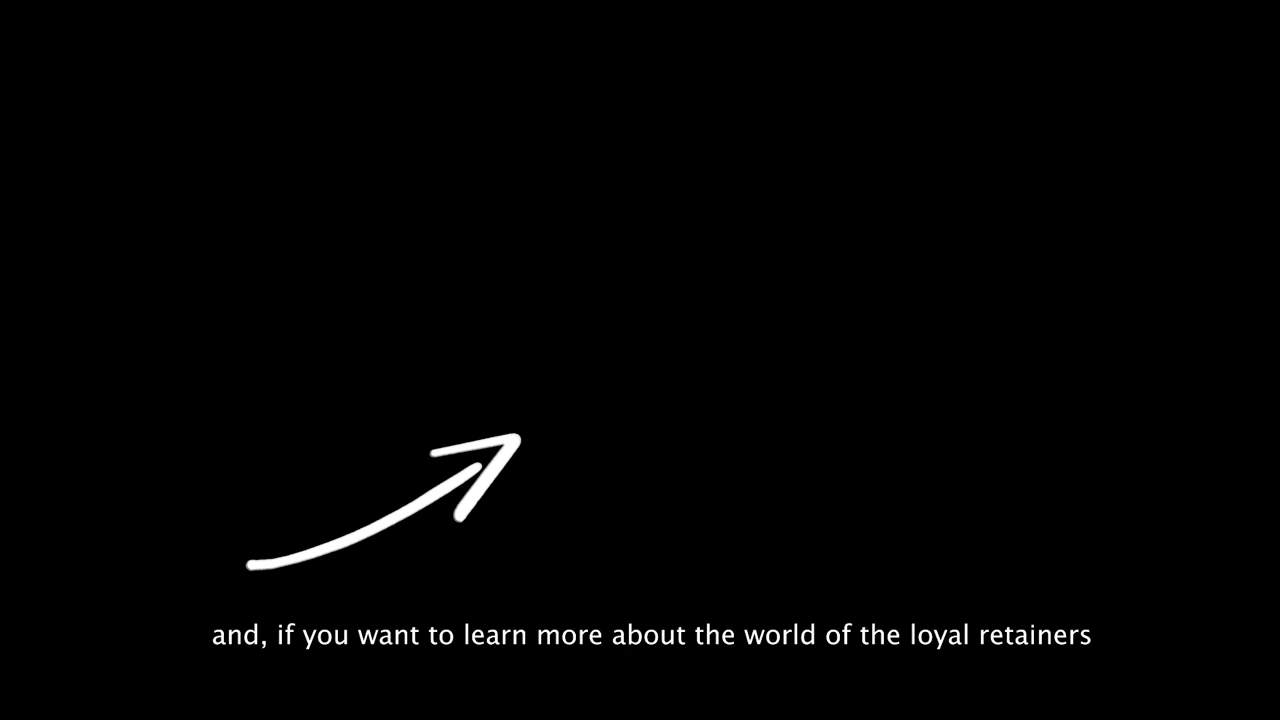 and, if you want to learn more about the world of the loyal retainers